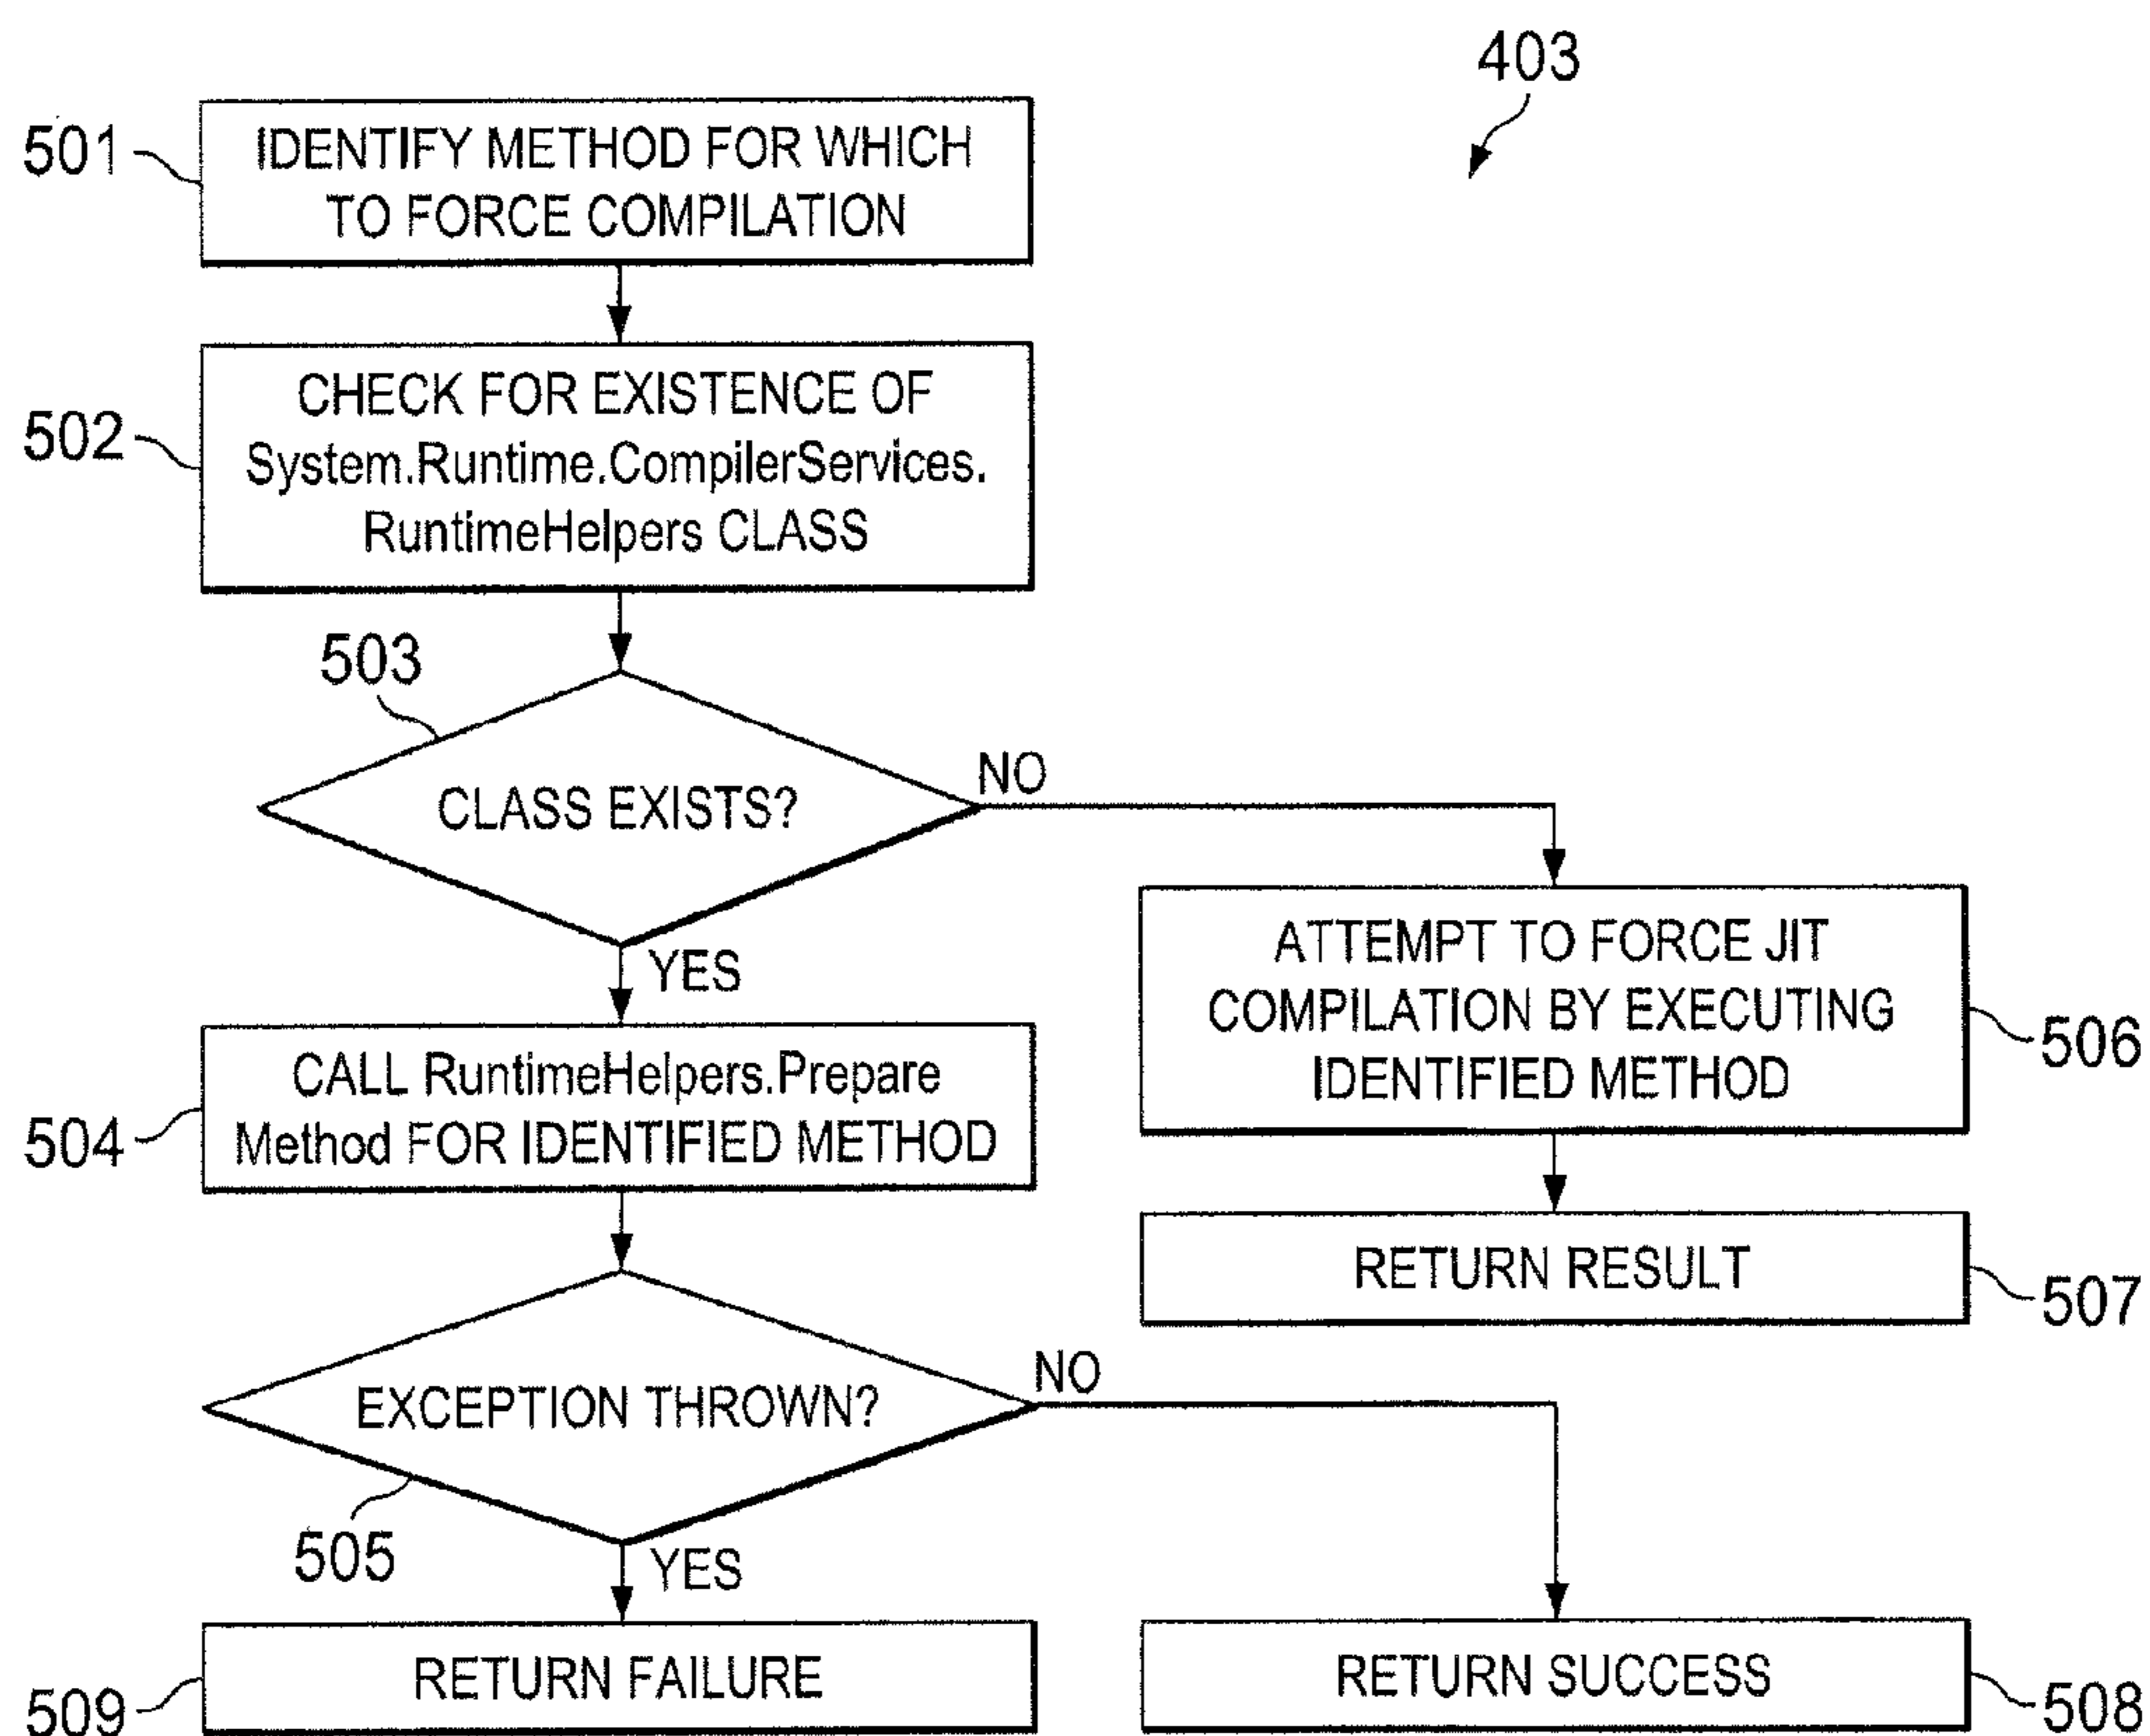 403
501
IDENTIFY METHOD FOR WHICH
TO FORCE COMPILATION
502
CHECK FOR EXISTENCE OF
System.Runtime.CompilerServices.
RuntimeHelpers CLASS
503
CLASS EXISTS?
NO
YES
ATTEMPT TO FORCE JIT
COMPILATION BY EXECUTING
IDENTIFIED METHOD
506
504
CALL RuntimeHelpers.Prepare
Method FOR IDENTIFIED METHOD
RETURN RESULT
507
EXCEPTION THROWN?
NO
505
YES
509
RETURN FAILURE
RETURN SUCCESS
508